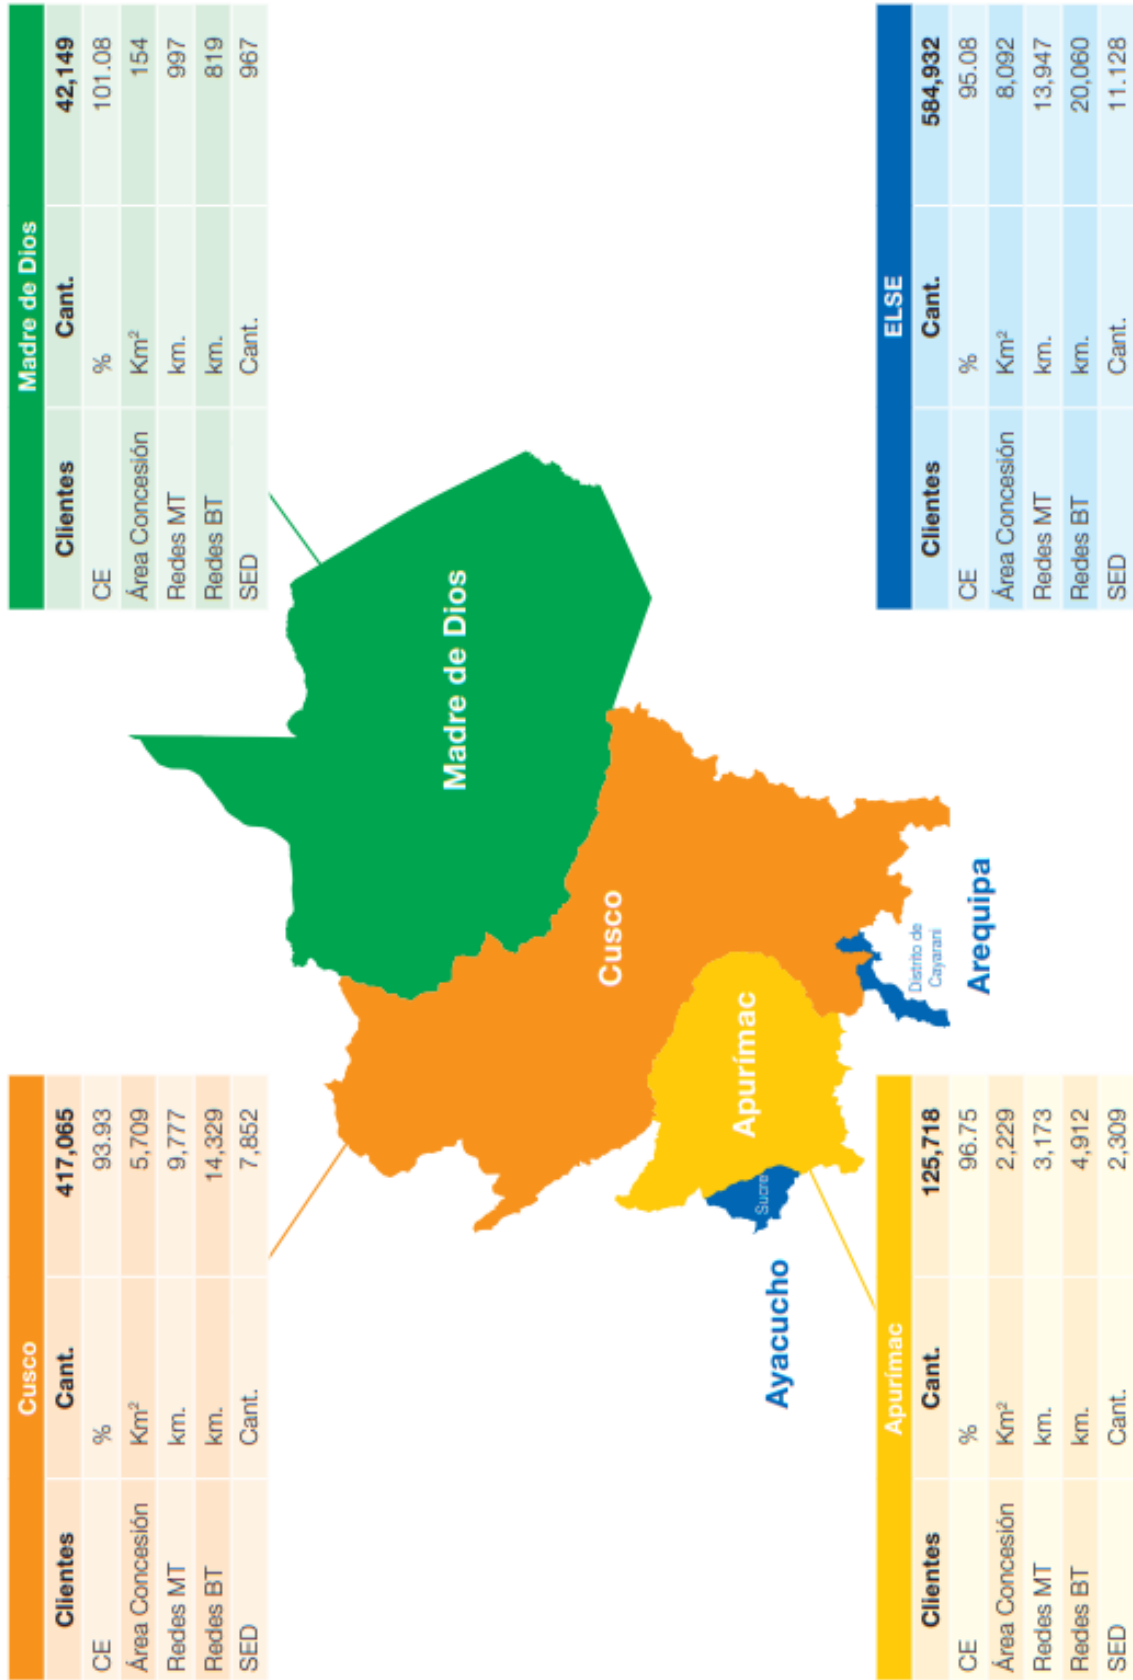 Cusco
Clientes Cant. 417,065
CE % 93.93
Área Concesión Km² 5,709
Redes MT km. 9,777
Redes BT km. 14,329
SED Cant. 7,852
Madre de Dios
Clientes Cant. 42,149
CE % 101.08
Área Concesión Km² 154
Redes MT km. 997
Redes BT km. 819
SED Cant. 967
Madre de Dios
Cusco
Apurímac
Sucre
Ayacucho
Distrito de
Cayarani
Arequipa
Apurímac
Clientes Cant. 125,718
CE % 96.75
Área Concesión Km² 2,229
Redes MT km. 3,173
Redes BT km. 4,912
SED Cant. 2,309
ELSE
Clientes Cant. 584,932
CE % 95.08
Área Concesión Km² 8,092
Redes MT km. 13,947
Redes BT km. 20,060
SED Cant. 11.128